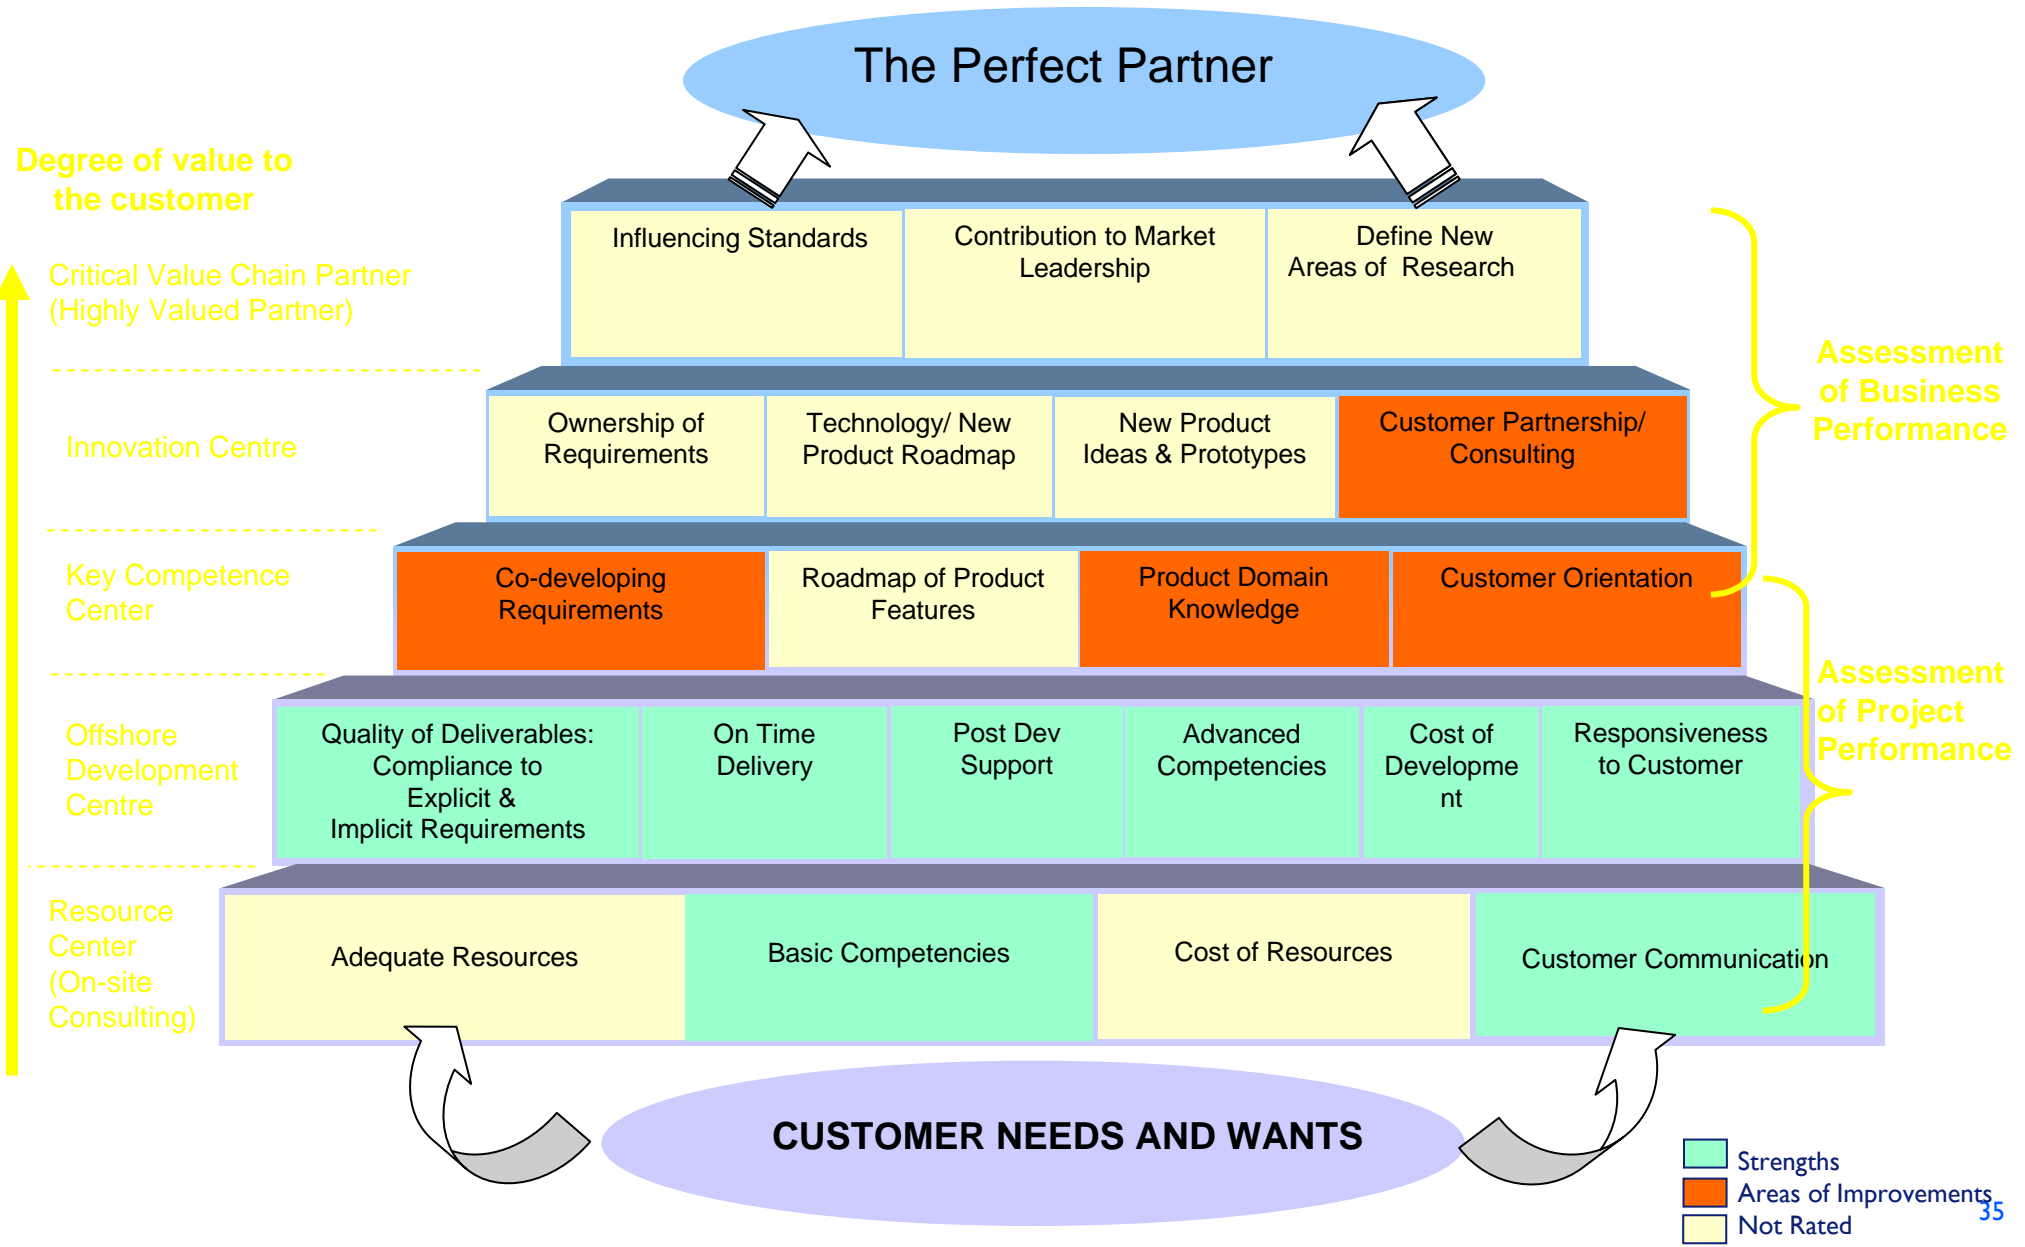 The Perfect Partner
Degree of value to
the customer
Critical Value Chain Partner
(Highly Valued Partner)
Influencing Standards
Contribution to Market
Leadership
Define New
Areas of Research
Assessment
of Business
Performance
Innovation Centre
Ownership of
Requirements
Technology/ New
Product Roadmap
New Product
Ideas & Prototypes
Customer Partnership/
Consulting
Key Competence
Center
Co-developing
Requirements
Roadmap of Product
Features
Product Domain
Knowledge
Customer Orientation
Assessment
of Project
Performance
Offshore
Development
Centre
Quality of Deliverables:
Compliance to
Explicit &
Implicit Requirements
On Time
Delivery
Post Dev
Support
Advanced
Competencies
Cost of
Developme
nt
Responsiveness
to Customer
Resource
Center
(On-site
Consulting)
Adequate Resources
Basic Competencies
Cost of Resources
Customer Communication
CUSTOMER NEEDS AND WANTS
Strengths
Areas of Improvements
Not Rated
35